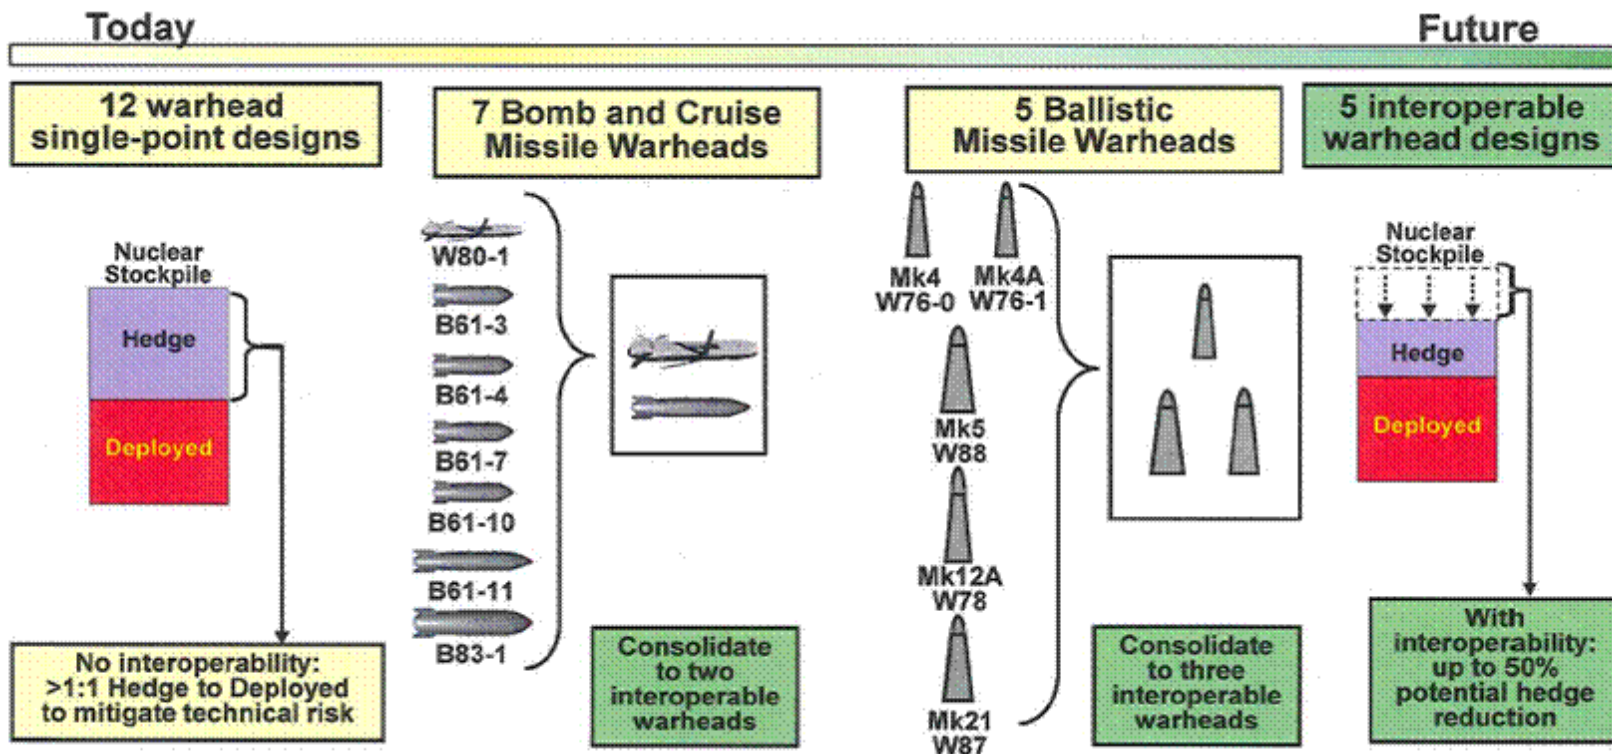 Today
Future
12 warhead
single-point designs
7 Bomb and Cruise
Missile Warheads
5 Ballistic
Missile Warheads
5 interoperable
warhead designs
Nuclear
Stockpile
Hedge
Deployed
No interoperability:
>1:1 Hedge to Deployed
to mitigate technical risk
W80-1
B61-3
B61-4
B61-7
B61-10
B61-11
B83-1
Consolidate
to two
interoperable
warheads
Mk4
W76-0
Mk4A
W76-1
Mk5
W88
Mk12A
W78
Mk21
W87
Consolidate
to three
interoperable
warheads
Nuclear
Stockpile
Hedge
Deployed
With
interoperability:
up to 50%
potential hedge
reduction